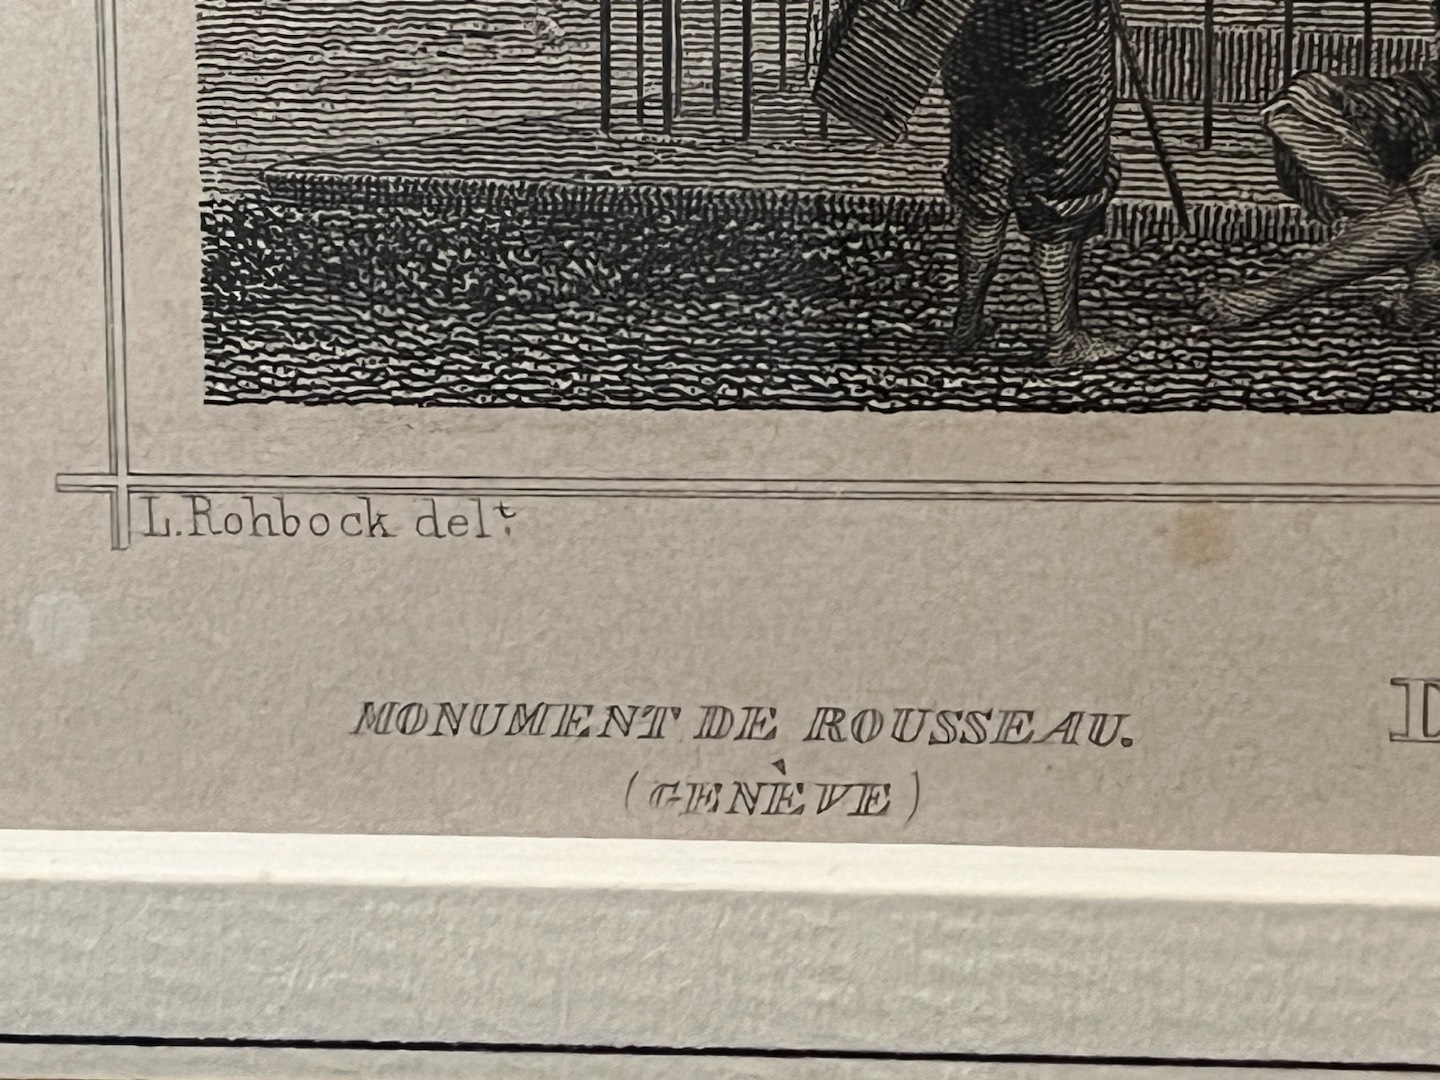 L. Rohbock delt.
MONUMENT DE ROUSSEAU.
(GENÈVE)